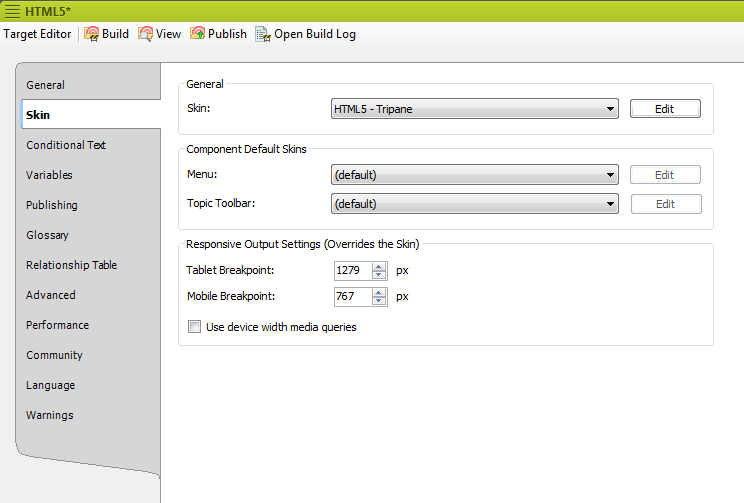 HTML5*
Target Editor Build View Publish Open Build Log
General
Skin
Conditional Text
Variables
Publishing
Glossary
Relationship Table
Advanced
Performance
Community
Language
Warnings
General
Skin: HTML5 - Tripane Edit
Component Default Skins
Menu: (default) Edit
Topic Toolbar: (default) Edit
Responsive Output Settings (Overrides the Skin)
Tablet Breakpoint: 1279 px
Mobile Breakpoint: 767 px
Use device width media queries